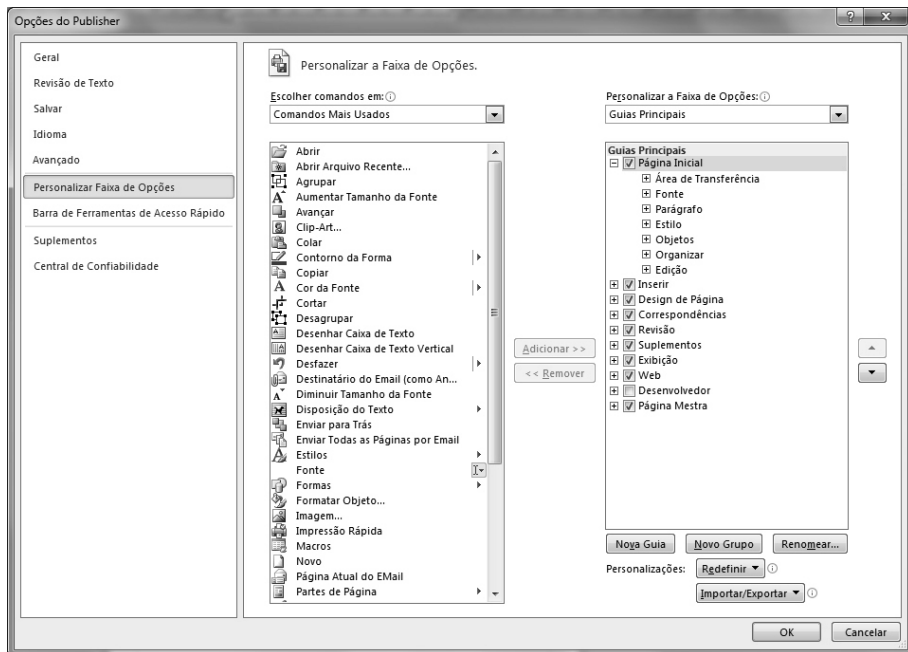 Opções do Publisher
Geral
Revisão de Texto
Salvar
Idioma
Avançado
Personalizar Faixa de Opções
Barra de Ferramentas de Acesso Rápido
Suplementos
Central de Confiabilidade
Personalizar a Faixa de Opções.
Escolher comandos em:
Comandos Mais Usados
Abrir
Abrir Arquivo Recente...
Agrupar
Aumentar Tamanho da Fonte
Avançar
Clip-Art...
Colar
Contorno da Forma
Copiar
Cor da Fonte
Cortar
Desagrupar
Desenhar Caixa de Texto
Desenhar Caixa de Texto Vertical
Desfazer
Destinatário do Email (como An...
Diminuir Tamanho da Fonte
Disposição do Texto
Enviar para Trás
Enviar Todas as Páginas por Email
Estilos
Fonte
Formas
Formatar Objeto...
Imagem...
Impressão Rápida
Macros
Novo
Página Atual do EMail
Partes de Página
Adicionar >>
<< Remover
Personalizar a Faixa de Opções:
Guias Principais
Guias Principais
Página Inicial
Área de Transferência
Fonte
Parágrafo
Estilo
Objetos
Organizar
Edição
Inserir
Design de Página
Correspondências
Revisão
Suplementos
Exibição
Web
Desenvolvedor
Página Mestra
Nova Guia Novo Grupo Renomear...
Personalizações: Redefinir
Importar/Exportar
OK Cancelar